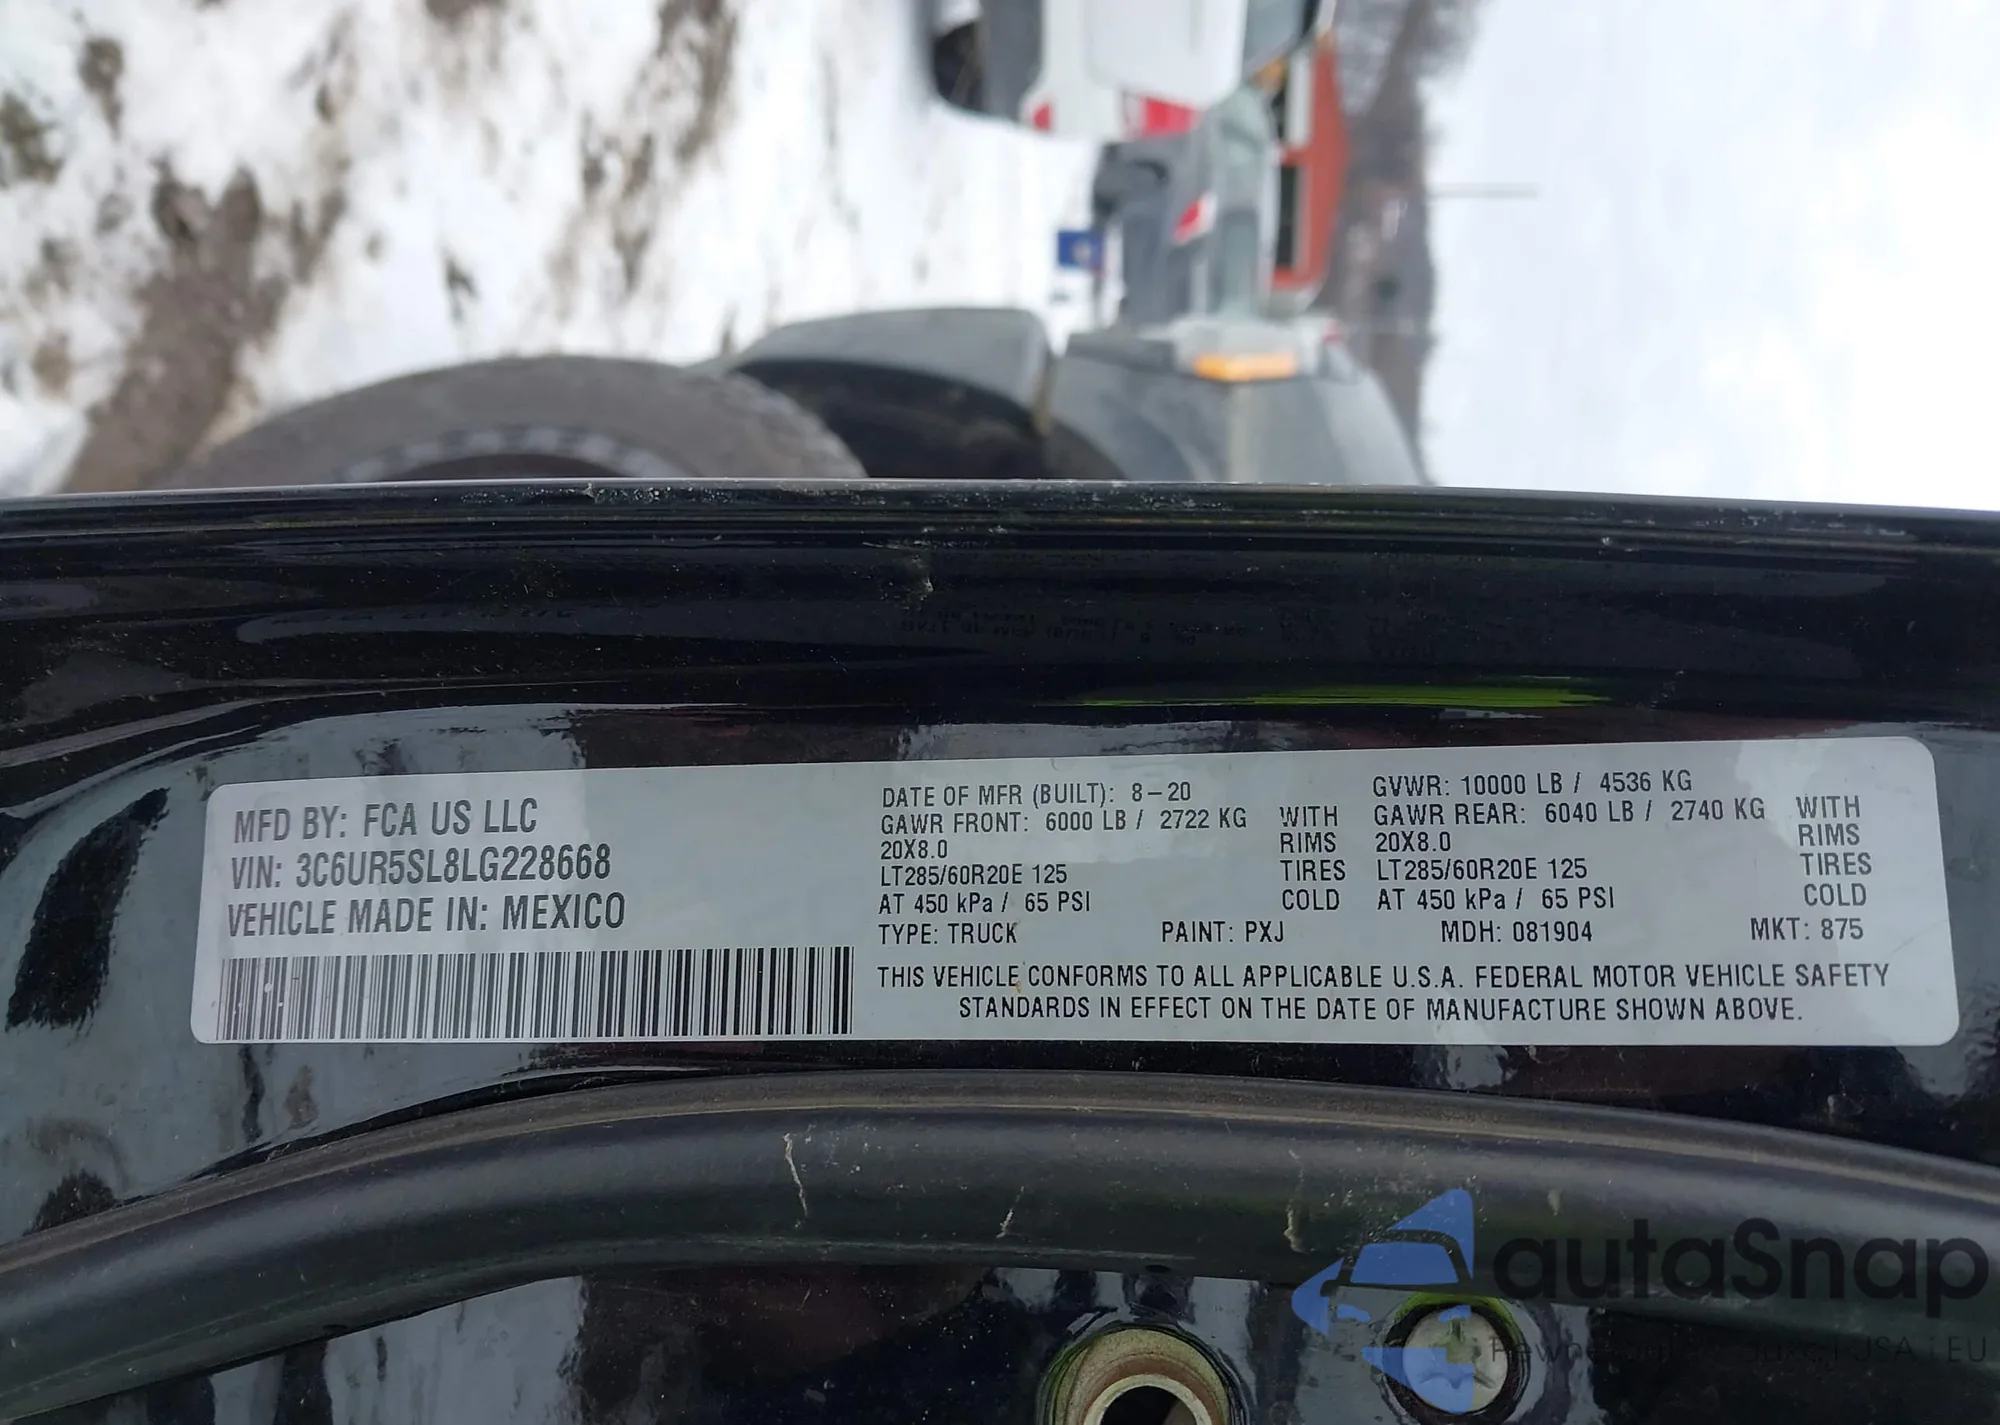 MFD BY: FCA US LLC
VIN: 3C6UR5SL8LG228668
VEHICLE MADE IN: MEXICO
DATE OF MFR (BUILT): 8-20
GAWR FRONT: 6000 LB / 2722 KG WITH
20X8.0 RIMS
LT285/60R20E 125 TIRES
AT 450 kPa / 65 PSI COLD
GVWR: 10000 LB / 4536 KG
GAWR REAR: 6040 LB / 2740 KG WITH
20X8.0 RIMS
LT285/60R20E 125 TIRES
AT 450 kPa / 65 PSI COLD
TYPE: TRUCK PAINT: PXJ MDH: 081904 MKT: 875
THIS VEHICLE CONFORMS TO ALL APPLICABLE U.S.A. FEDERAL MOTOR VEHICLE SAFETY
STANDARDS IN EFFECT ON THE DATE OF MANUFACTURE SHOWN ABOVE.
autaSnap
USA i EU